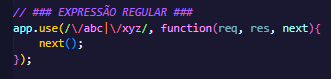 // ### EXPRESSÃO REGULAR ###
app.use(/\/abc|\/xyz/, function(req, res, next){
    next();
});